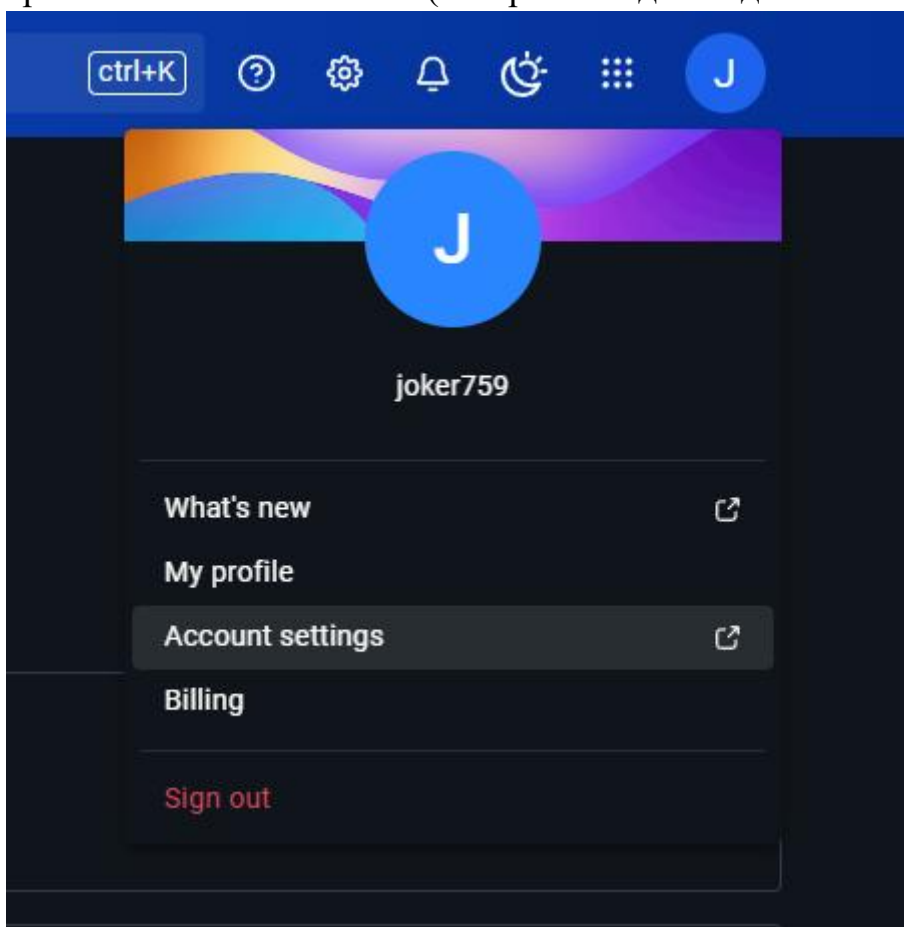 ctrl+K
J
J
joker759
What's new
My profile
Account settings
Billing
Sign out